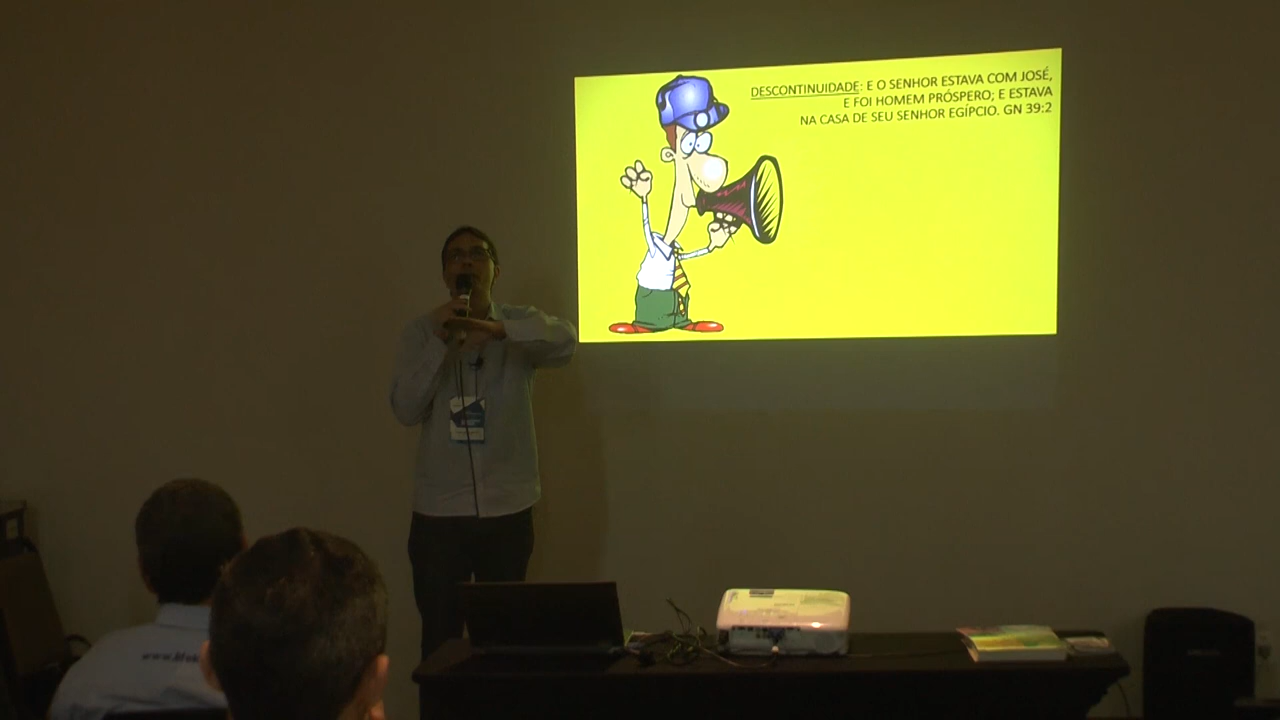 DESCONTINUIDADE: E O SENHOR ESTAVA COM JOSÉ,
E FOI HOMEM PRÓSPERO; E ESTAVA
NA CASA DE SEU SENHOR EGÍPCIO. GN 39:2